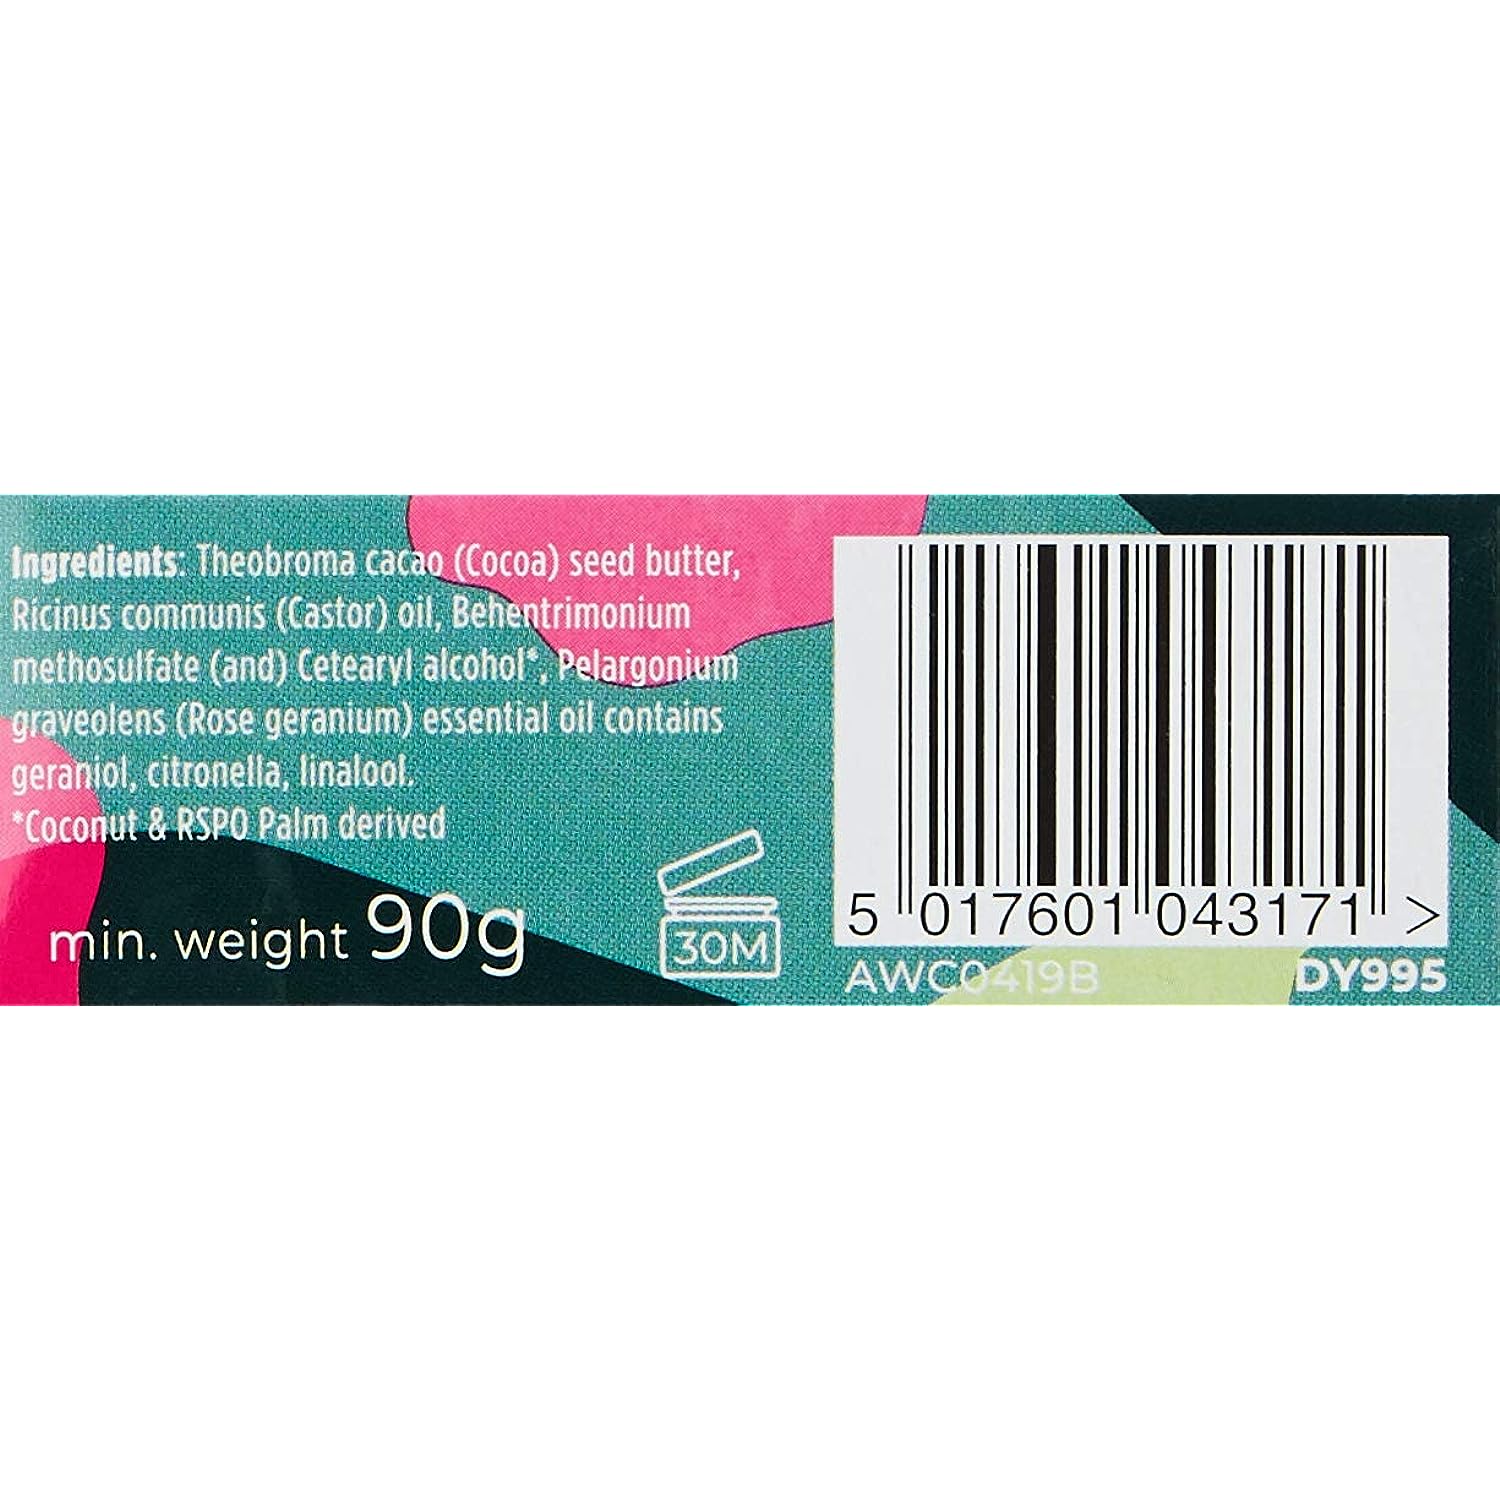 Ingredients: Theobroma cacao (Cocoa) seed butter,
Ricinus communis (Castor) oil, Behentrimonium
methosulfate (and) Cetearyl alcohol*, Pelargonium
graveolens (Rose geranium) essential oil contains
geraniol, citronella, linalool.
*Coconut & RSPO Palm derived
min. weight 90g
30M
5 017601 043171 >
AWC0419B DY995